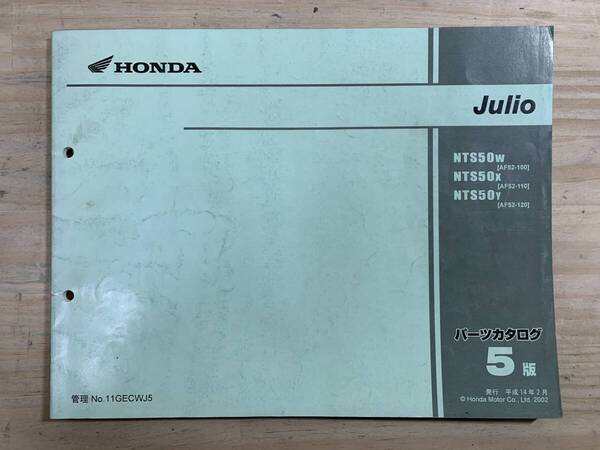 HONDA
Julio
NTS50W
[AF52-100]
NTS50X
[AF52-110]
NTS50Y
[AF52-120]
パーツカタログ
5版
管理 No.11GECWJ5
発行 平成14年2月
© Honda Motor Co., Ltd. 2002